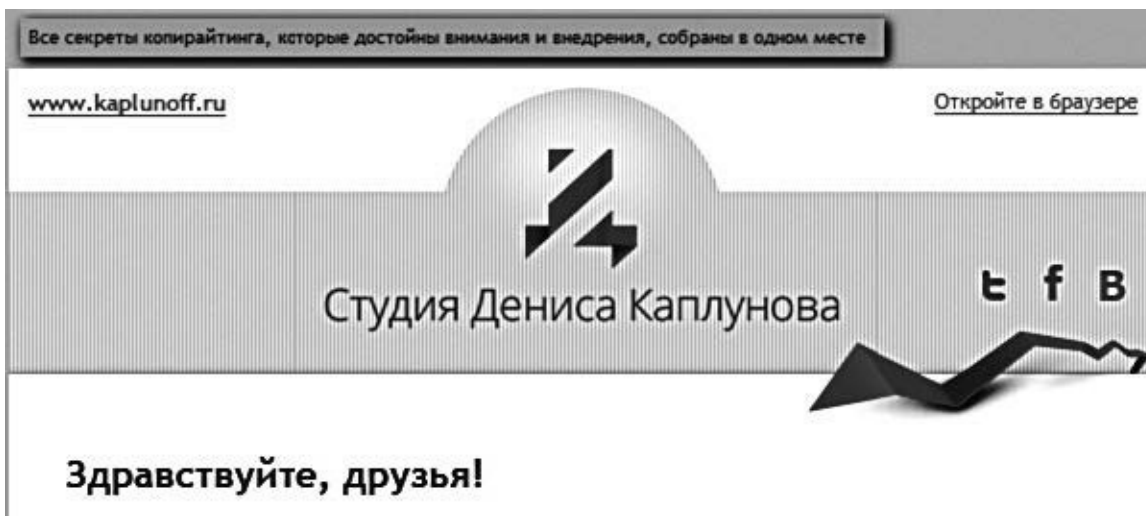 Все секреты копирайтинга, которые достойны внимания и внедрения, собраны в одном месте
www.kaplunoff.ru
Откройте в браузере
Студия Дениса Каплунова
t f B
Здравствуйте, друзья!